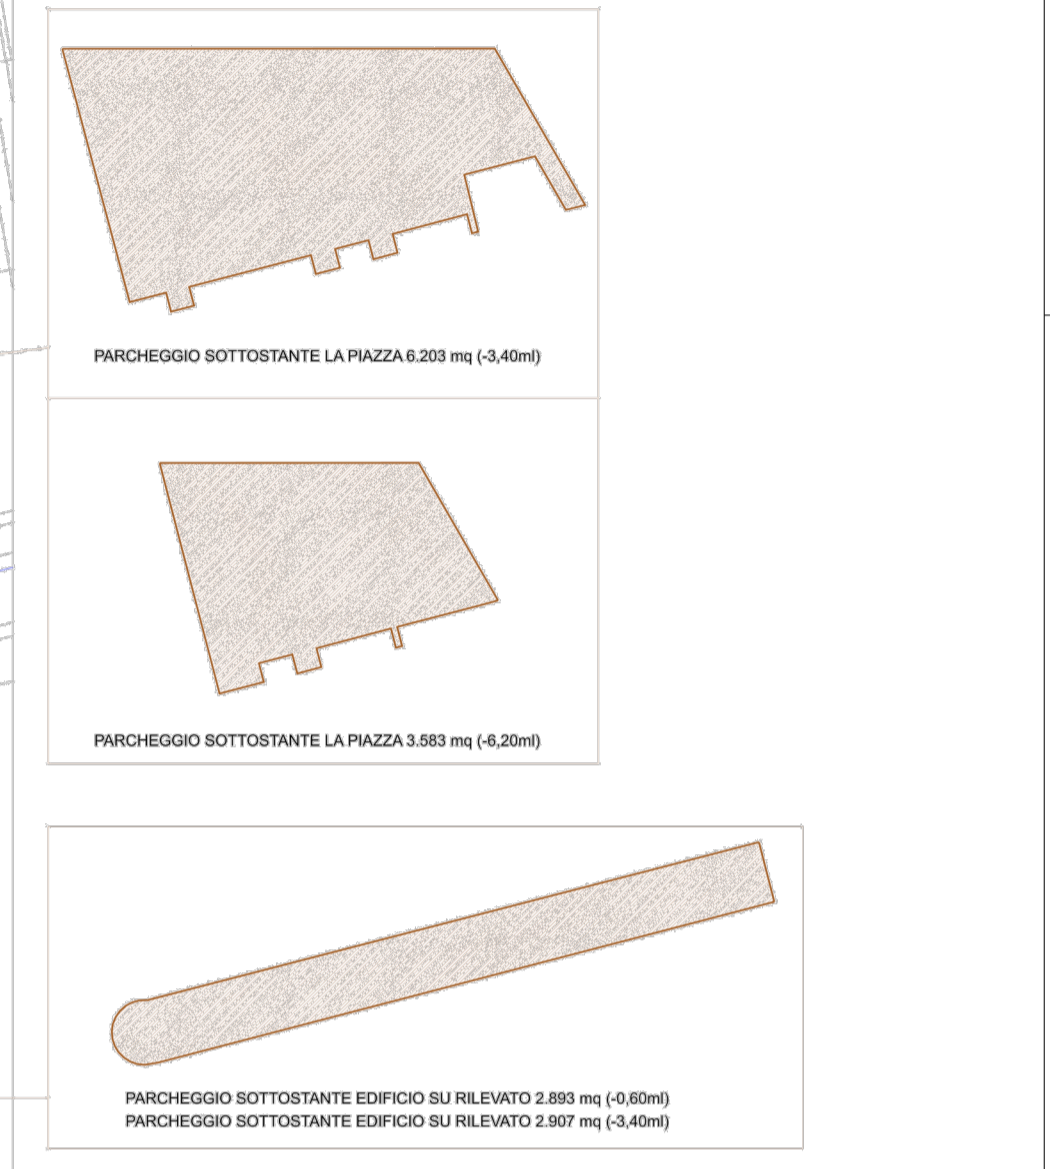 PARCHEGGIO SOTTOSTANTE LA PIAZZA 6.203 mq (-3,40ml)
PARCHEGGIO SOTTOSTANTE LA PIAZZA 3.583 mq (-6,20ml)
PARCHEGGIO SOTTOSTANTE EDIFICIO SU RILEVATO 2.893 mq (-0,60ml)
PARCHEGGIO SOTTOSTANTE EDIFICIO SU RILEVATO 2.907 mq (-3,40ml)